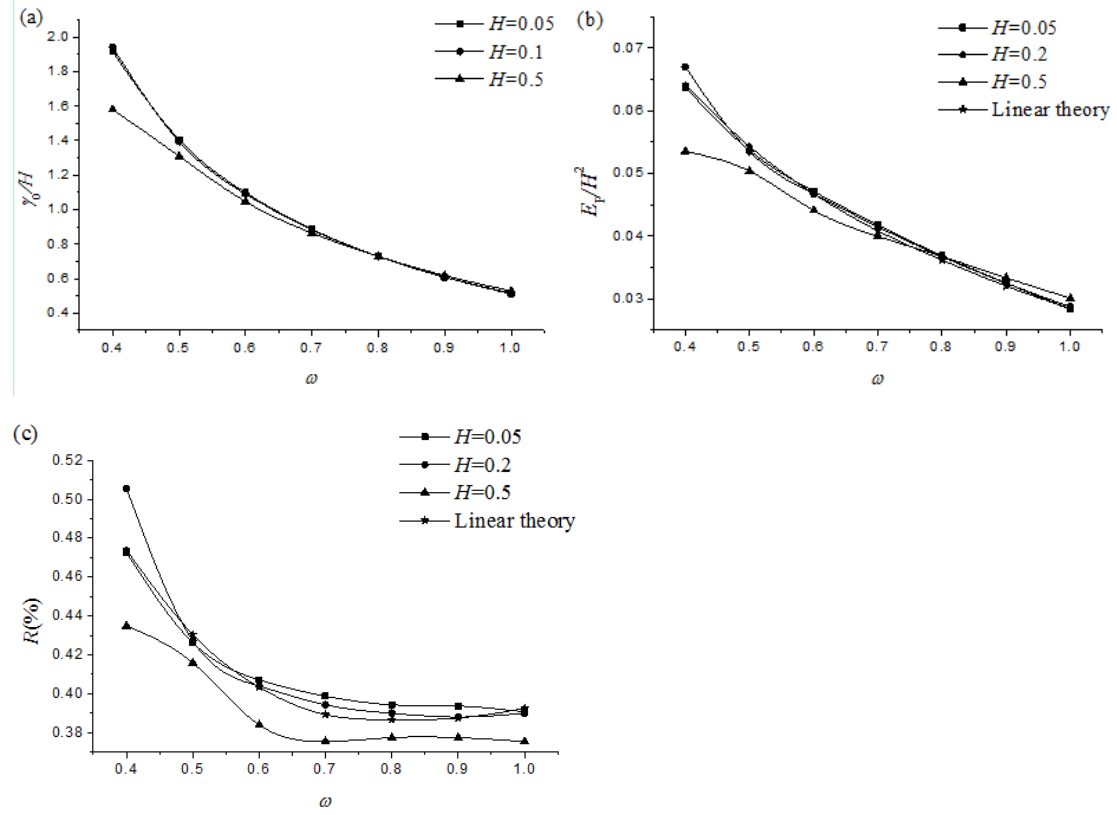 (a)
H=0.05
H=0.1
H=0.5
2.0
1.8
1.6
1.4
1.2
1.0
0.8
0.6
0.4
γ₀/H
0.4 0.5 0.6 0.7 0.8 0.9 1.0
ω
(b)
H=0.05
H=0.2
H=0.5
Linear theory
0.07
0.06
0.05
0.04
0.03
Eₚ/H²
0.4 0.5 0.6 0.7 0.8 0.9 1.0
ω
(c)
H=0.05
H=0.2
H=0.5
Linear theory
0.52
0.50
0.48
0.46
0.44
0.42
0.40
0.38
R(%)
0.4 0.5 0.6 0.7 0.8 0.9 1.0
ω